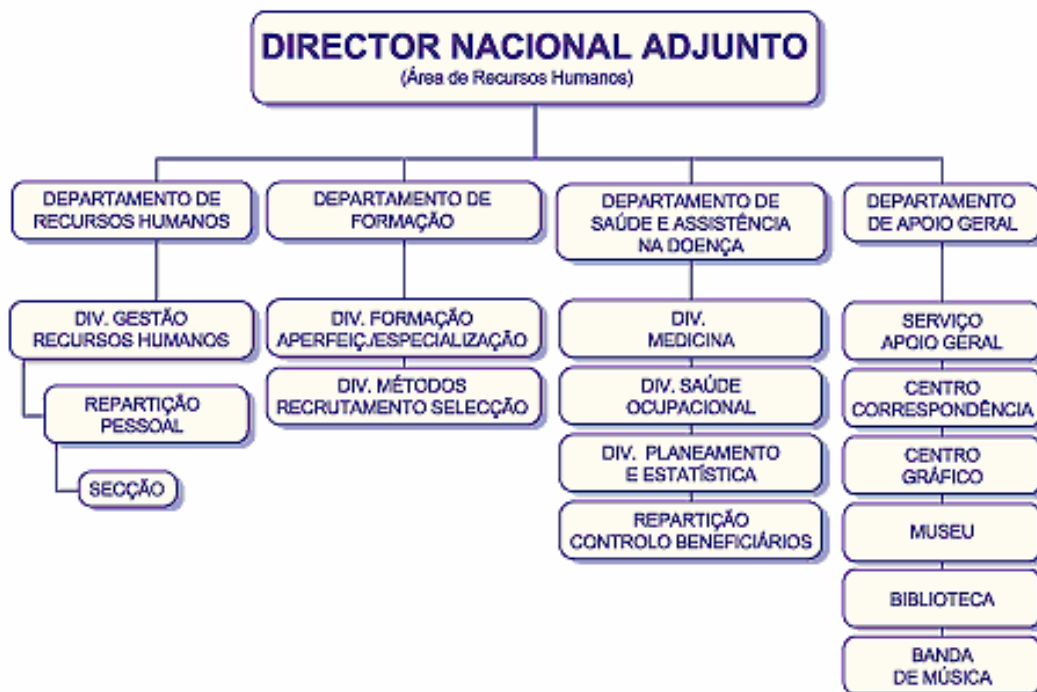 DIRECTOR NACIONAL ADJUNTO
(Área de Recursos Humanos)
DEPARTAMENTO DE
RECURSOS HUMANOS
DIV. GESTÃO
RECURSOS HUMANOS
REPARTIÇÃO
PESSOAL
SECÇÃO
DEPARTAMENTO DE
FORMAÇÃO
DIV. FORMAÇÃO
APERFEIÇ./ESPECIALIZAÇÃO
DIV. MÉTODOS
RECRUTAMENTO SELECÇÃO
DEPARTAMENTO DE
SAÚDE E ASSISTÊNCIA
NA DOENÇA
DIV.
MEDICINA
DIV. SAÚDE
OCUPACIONAL
DIV. PLANEAMENTO
E ESTATÍSTICA
REPARTIÇÃO
CONTROLO BENEFICIÁRIOS
DEPARTAMENTO
DE APOIO GERAL
SERVIÇO
APOIO GERAL
CENTRO
CORRESPONDÊNCIA
CENTRO
GRÁFICO
MUSEU
BIBLIOTECA
BANDA
DE MÚSICA